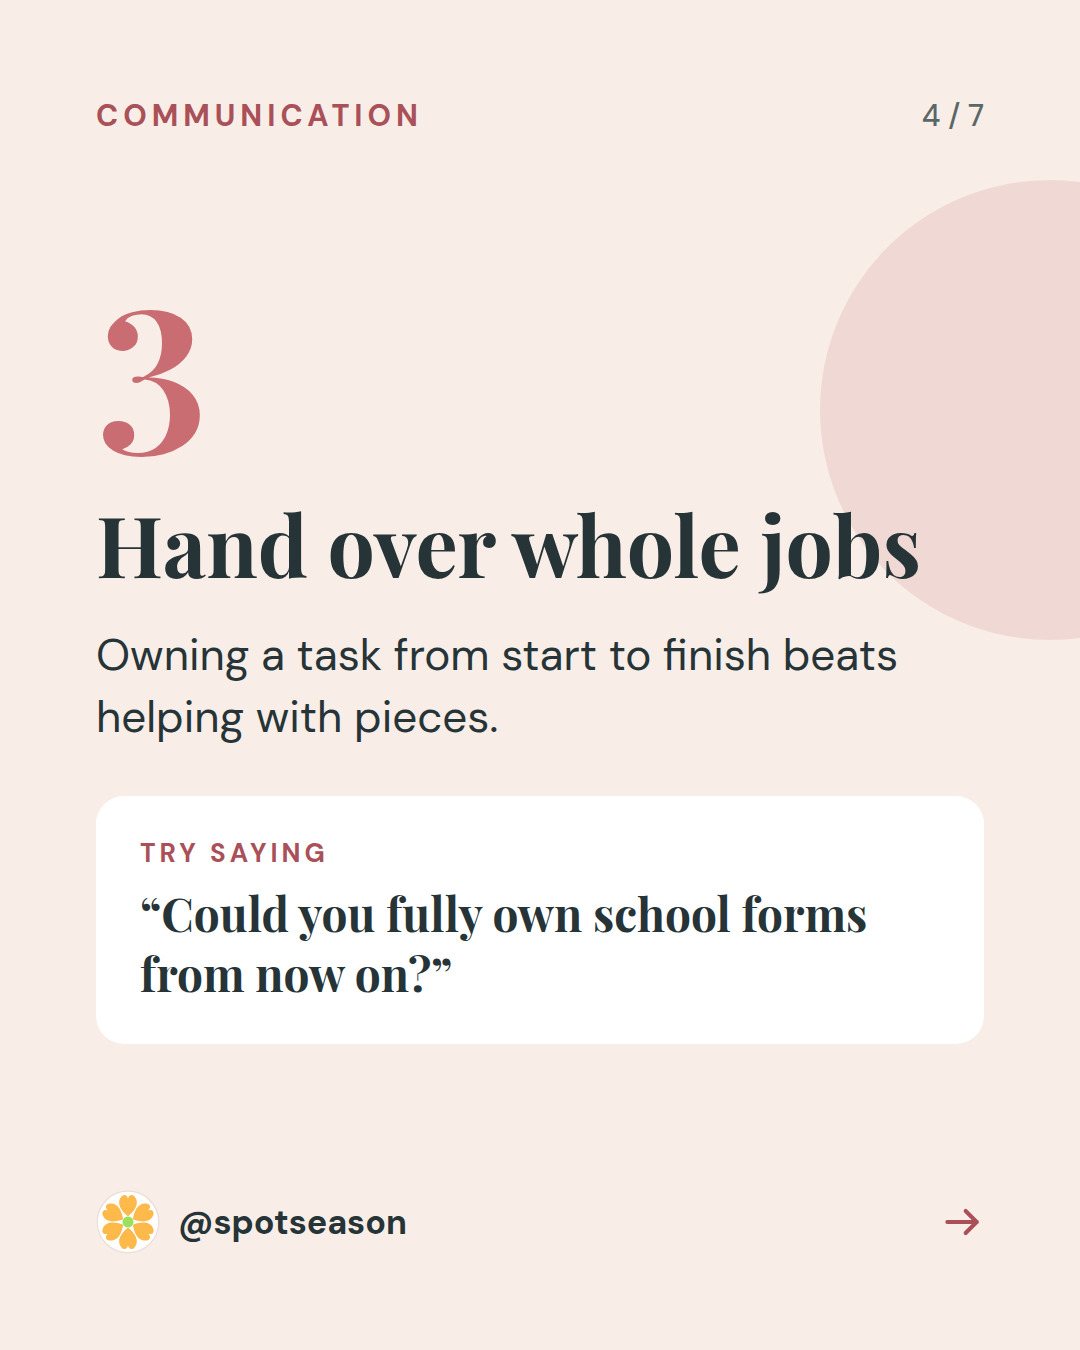 COMMUNICATION
4 / 7
3
Hand over whole jobs
Owning a task from start to finish beats
helping with pieces.
TRY SAYING
“Could you fully own school forms
from now on?”
@spotseason